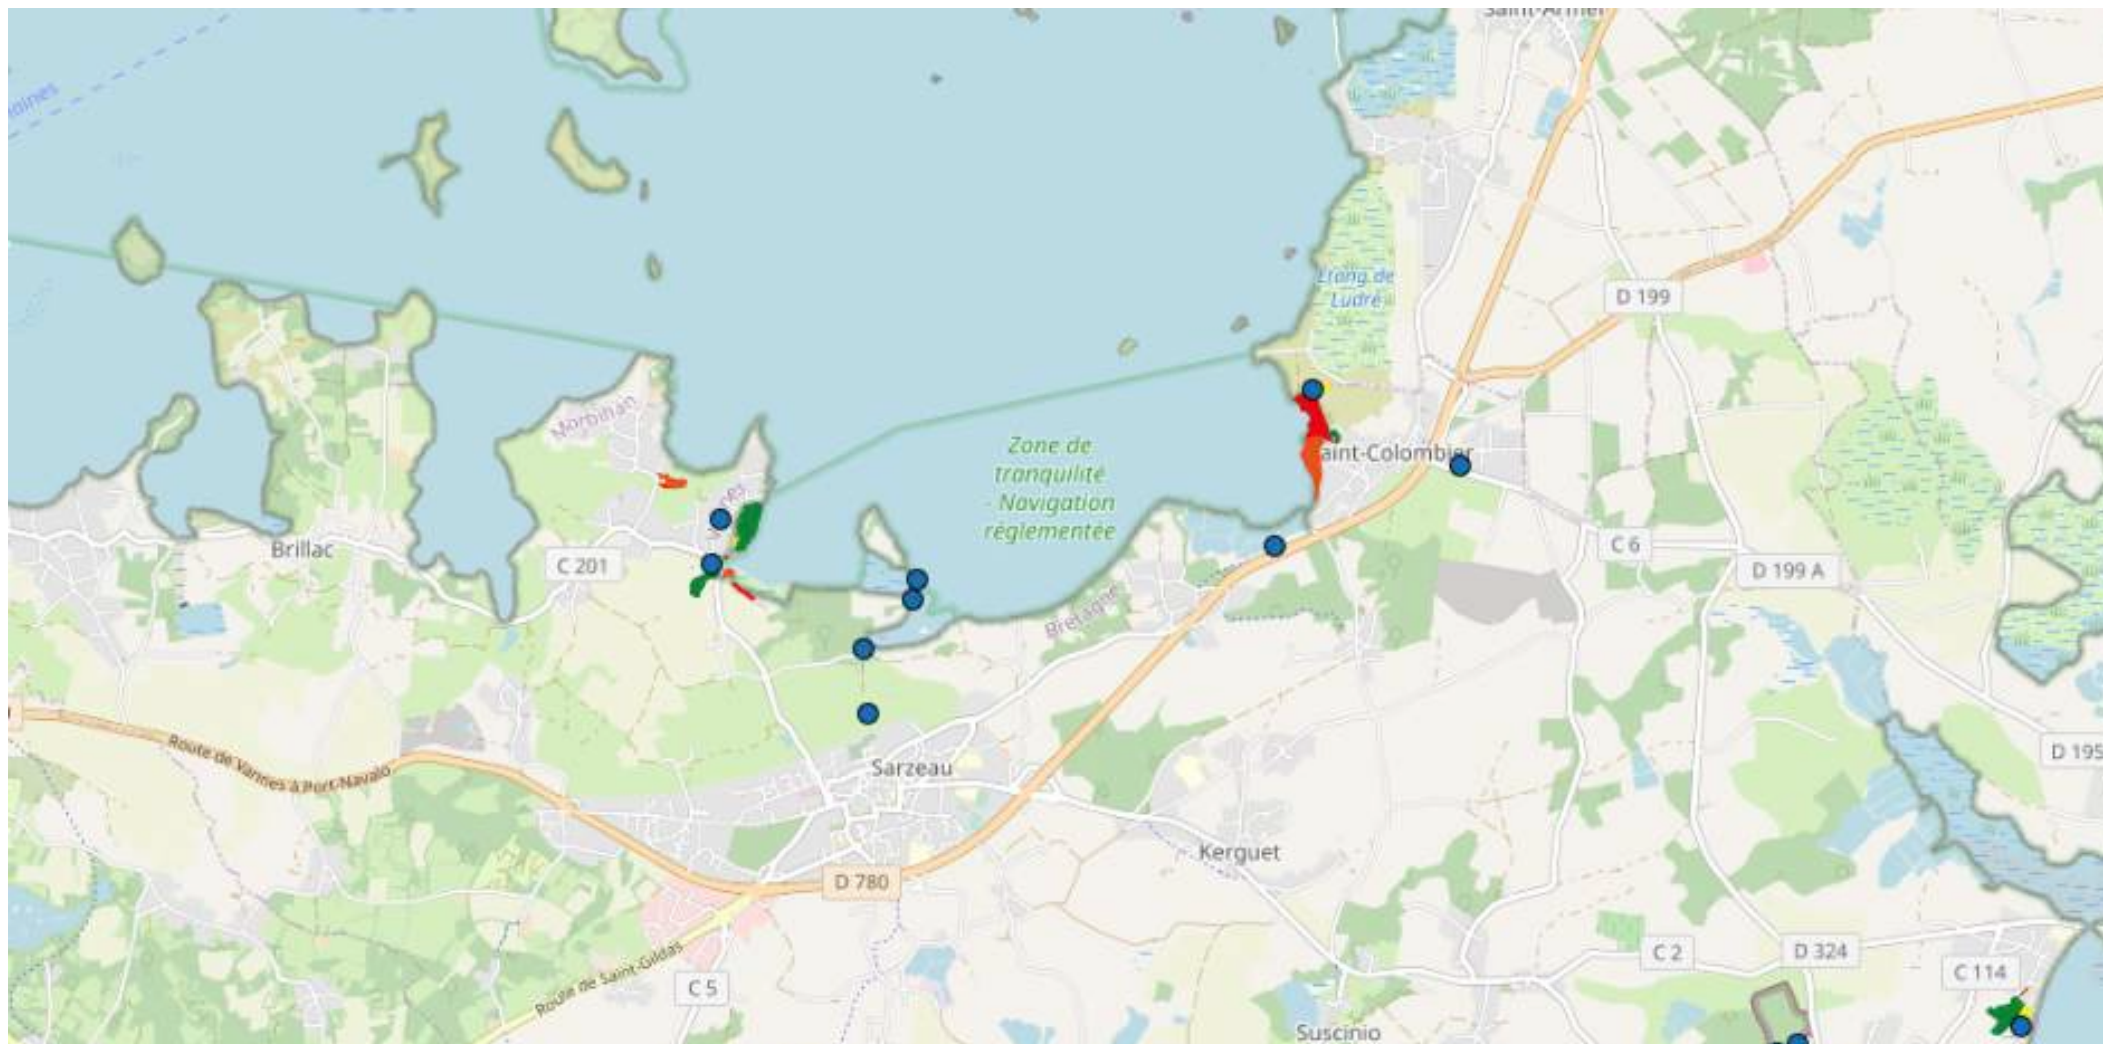 Saint-Armel
Étang de
Ludré
D 199
Morbihan
Zone de
tranquilité
- Navigation
réglementée
aint-Colombier
Brillac
C 201
C 6
D 199 A
Bretagne
Route de Vannes à Port-Navalo
D 195
Sarzeau
Kerguet
D 780
Route de Saint-Gildas
C 5
C 2
D 324
C 114
Suscinio